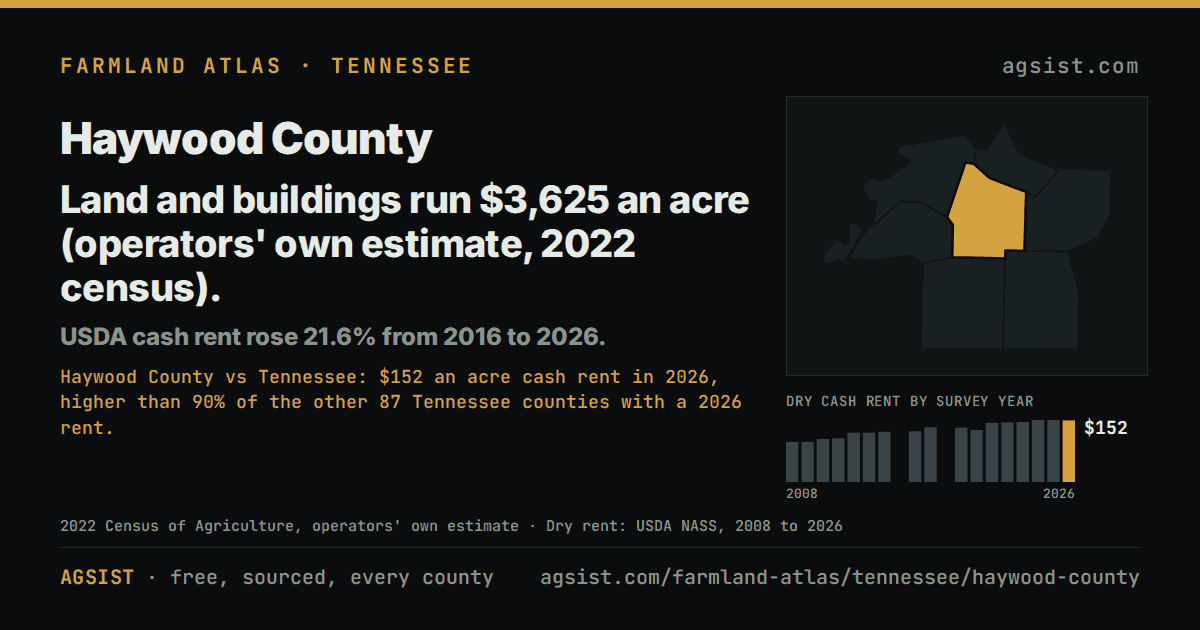 FARMLAND ATLAS · TENNESSEE
agsist.com
Haywood County
Land and buildings run $3,625 an acre
(operators' own estimate, 2022
census).
USDA cash rent rose 21.6% from 2016 to 2026.
Haywood County vs Tennessee: $152 an acre cash rent in 2026,
higher than 90% of the other 87 Tennessee counties with a 2026
rent.
DRY CASH RENT BY SURVEY YEAR
$152
2008
2026
2022 Census of Agriculture, operators' own estimate · Dry rent: USDA NASS, 2008 to 2026
AGSIST · free, sourced, every county
agsist.com/farmland-atlas/tennessee/haywood-county